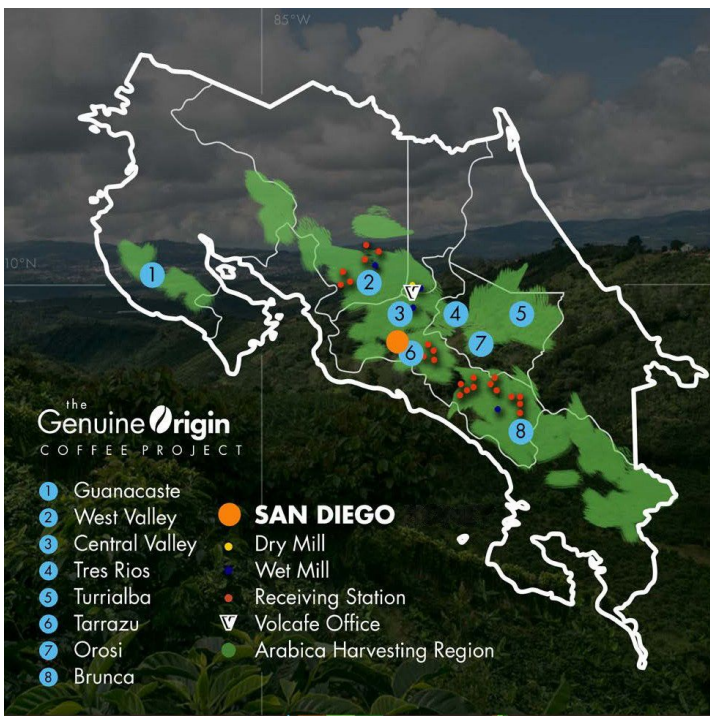 85°W
10°N
1
2
3
4
5
6
7
8
the
Genuine Origin
COFFEE PROJECT
1 Guanacaste
2 West Valley
3 Central Valley
4 Tres Rios
5 Turrialba
6 Tarrazu
7 Orosi
8 Brunca
SAN DIEGO
Dry Mill
Wet Mill
Receiving Station
Volcafe Office
Arabica Harvesting Region